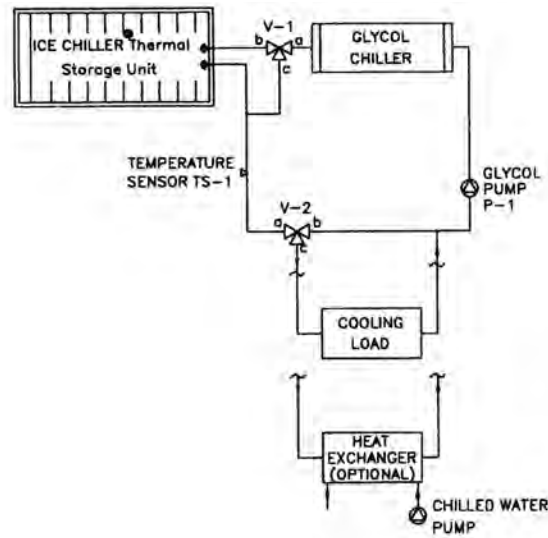 V-1
ICE CHILLER Thermal
Storage Unit
b
a
c
GLYCOL
CHILLER
TEMPERATURE
SENSOR TS-1
GLYCOL
PUMP
P-1
V-2
a
b
c
COOLING
LOAD
HEAT
EXCHANGER
(OPTIONAL)
CHILLED WATER
PUMP